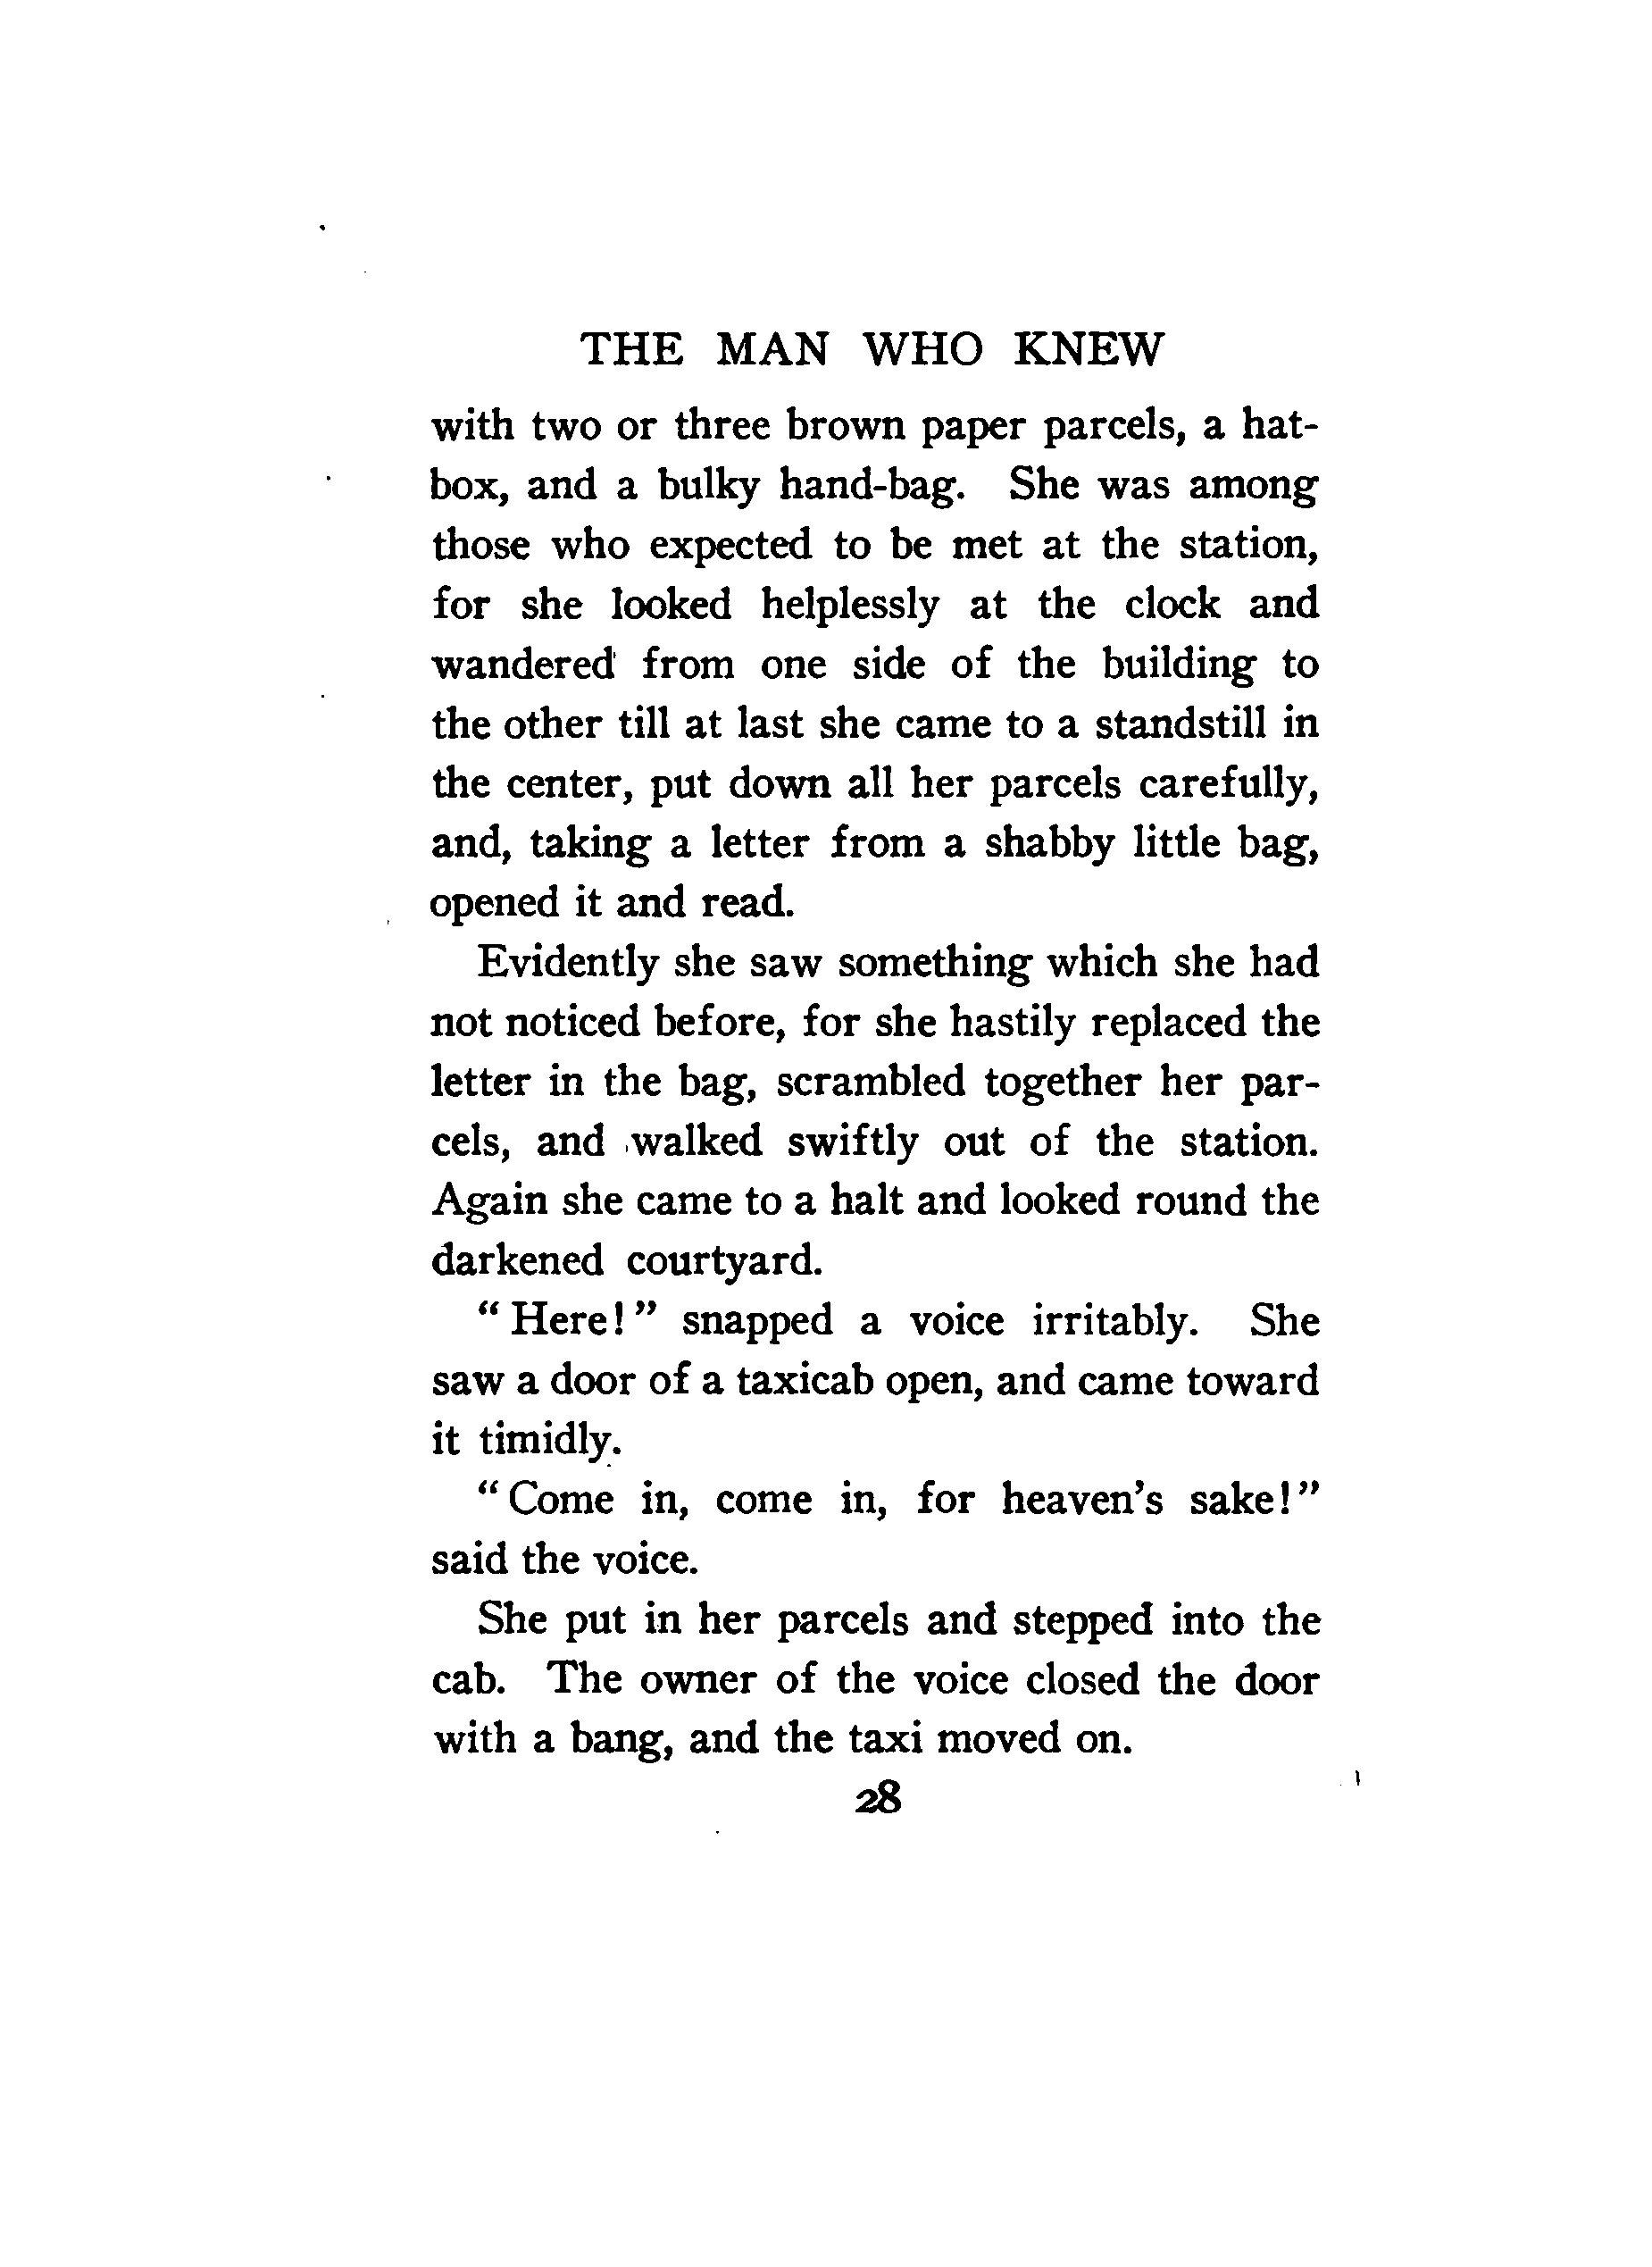 THE MAN WHO KNEW
with two or three brown paper parcels, a hat-
box, and a bulky hand-bag. She was among
those who expected to be met at the station,
for she looked helplessly at the clock and
wandered from one side of the building to
the other till at last she came to a standstill in
the center, put down all her parcels carefully,
and, taking a letter from a shabby little bag,
opened it and read.
Evidently she saw something which she had
not noticed before, for she hastily replaced the
letter in the bag, scrambled together her par-
cels, and walked swiftly out of the station.
Again she came to a halt and looked round the
darkened courtyard.
“ Here! ” snapped a voice irritably. She
saw a door of a taxicab open, and came toward
it timidly.
“ Come in, come in, for heaven’s sake! ”
said the voice.
She put in her parcels and stepped into the
cab. The owner of the voice closed the door
with a bang, and the taxi moved on.
28